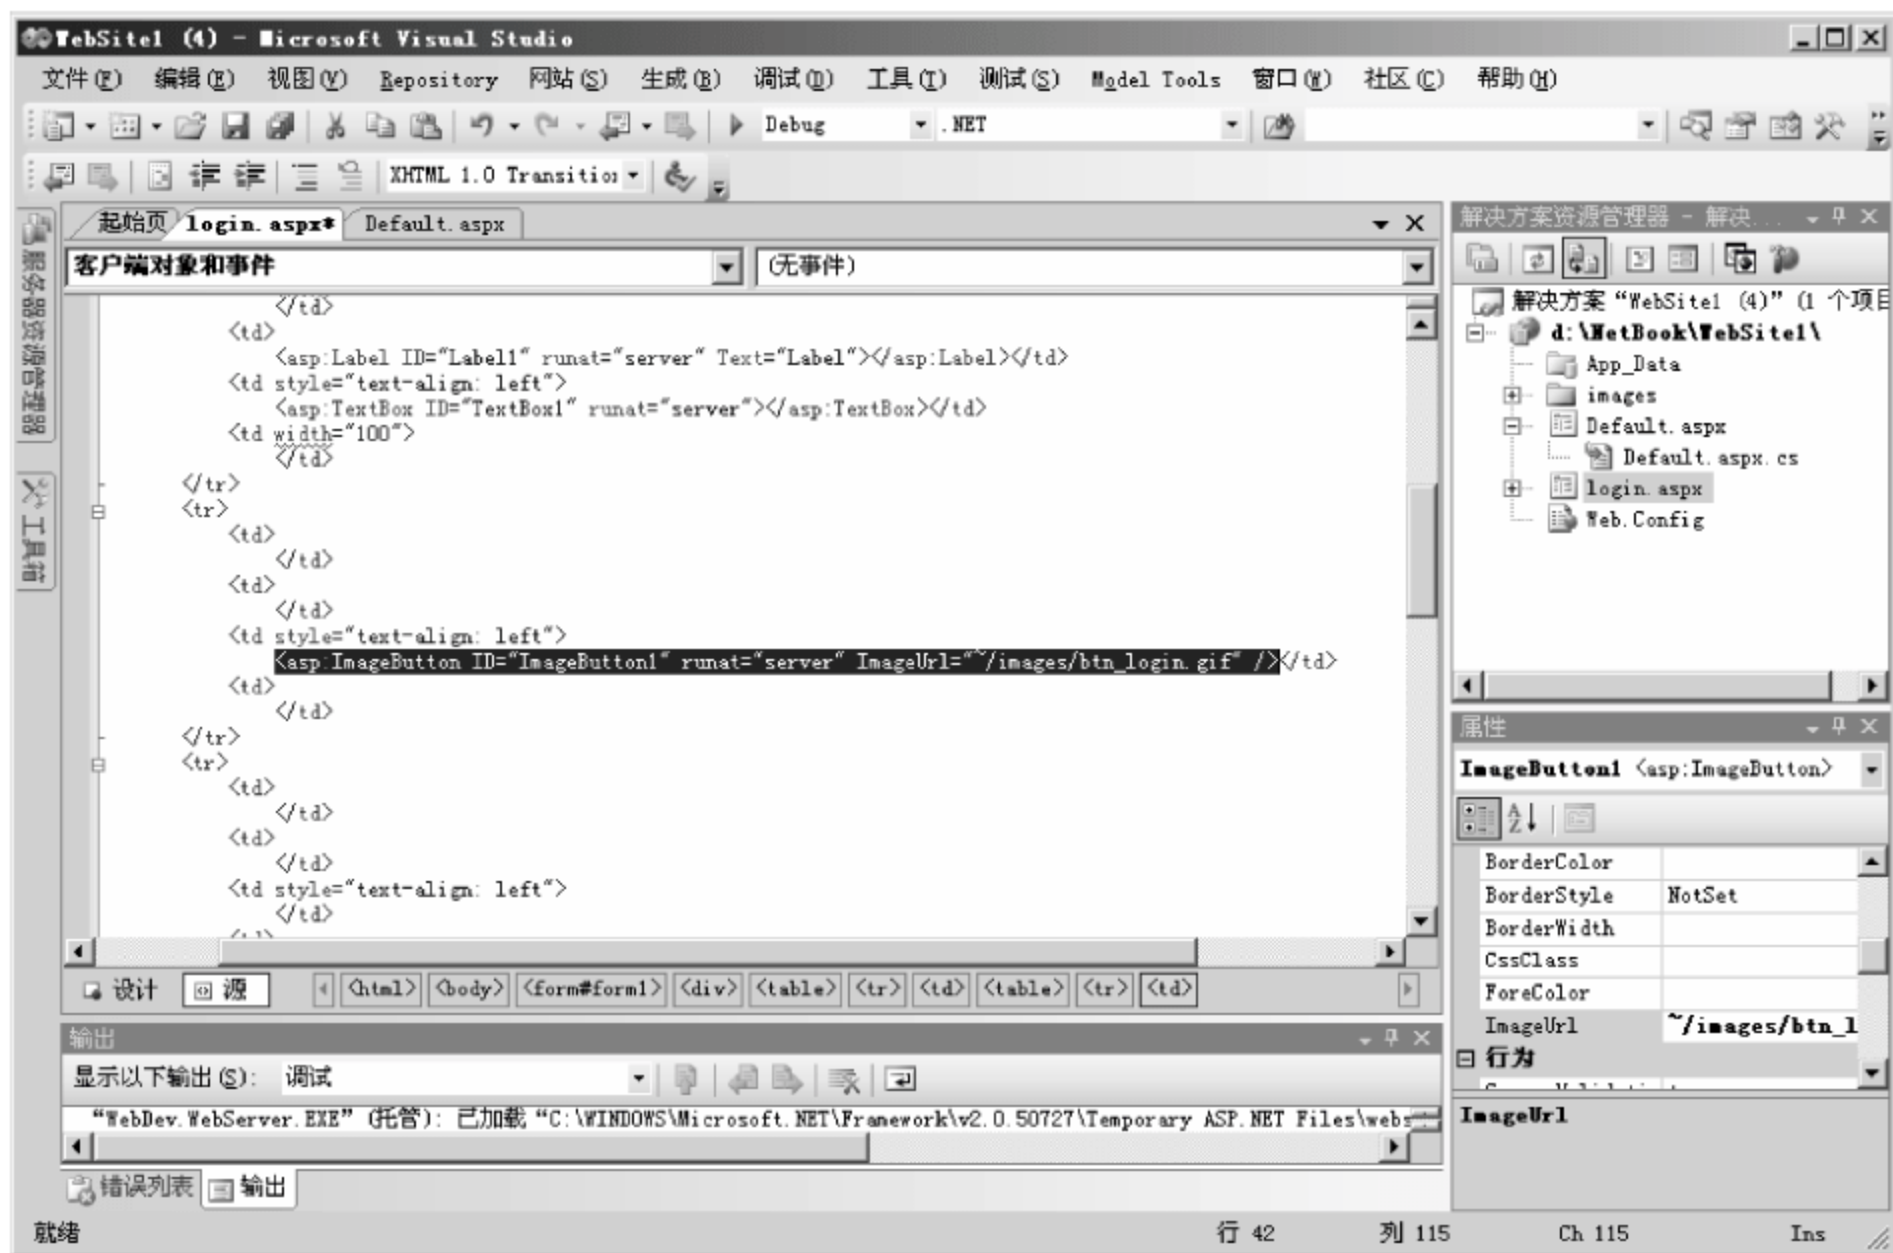 WebSite1 (4) - Microsoft Visual Studio
文件(F) 编辑(E) 视图(V) Repository 网站(S) 生成(B) 调试(D) 工具(T) 测试(S) Model Tools 窗口(W) 社区(C) 帮助(H)
Debug .NET
XHTML 1.0 Transitio
起始页 login.aspx* Default.aspx
客户端对象和事件 (无事件)
服务器资源管理器
工具箱
</td>
<td>
<asp:Label ID="Label1" runat="server" Text="Label"></asp:Label></td>
<td style="text-align: left">
<asp:TextBox ID="TextBox1" runat="server"></asp:TextBox></td>
<td width="100">
</td>
</tr>
<tr>
<td>
</td>
<td>
</td>
<td style="text-align: left">
<asp:ImageButton ID="ImageButton1" runat="server" ImageUrl="~/images/btn_login.gif" /></td>
<td>
</td>
</tr>
<tr>
<td>
</td>
<td>
</td>
<td style="text-align: left">
</td>
设计 源 <html> <body> <form#form1> <div> <table> <tr> <td> <table> <tr> <td>
输出
显示以下输出(S): 调试
“WebDev.WebServer.EXE” (托管): 已加载 “C:\WINDOWS\Microsoft.NET\Framework\v2.0.50727\Temporary ASP.NET Files\webs
错误列表 输出
解决方案资源管理器 - 解决...
解决方案 “WebSite1 (4)” (1 个项目
d:\NetBook\WebSite1\
App_Data
images
Default.aspx
Default.aspx.cs
login.aspx
Web.Config
属性
ImageButton1 <asp:ImageButton>
BorderColor
BorderStyle NotSet
BorderWidth
CssClass
ForeColor
ImageUrl ~/images/btn_l
行为
ImageUrl
就绪 行 42 列 115 Ch 115 Ins